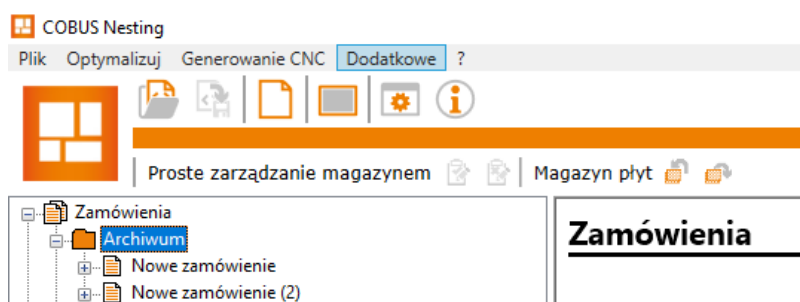 COBUS Nesting
Plik Optymalizuj Generowanie CNC Dodatkowe ?
Proste zarządzanie magazynem Magazyn płyt
Zamówienia
Archiwum
Nowe zamówienie
Nowe zamówienie (2)
Zamówienia